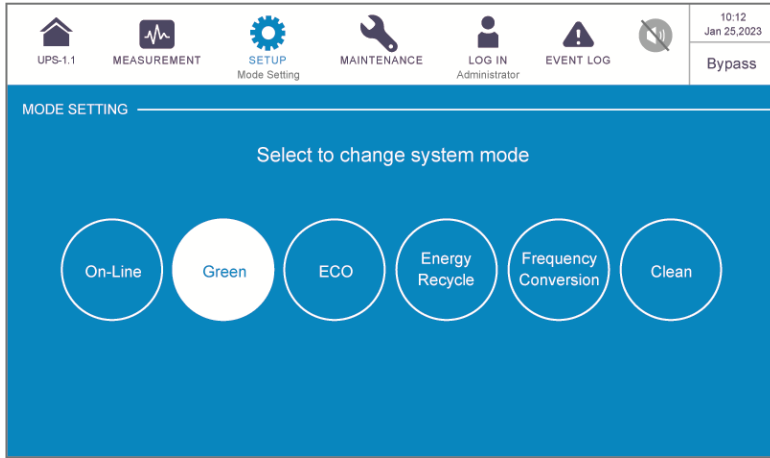 UPS-1.1
MEASUREMENT
SETUP
Mode Setting
MAINTENANCE
LOG IN
Administrator
EVENT LOG
10:12
Jan 25,2023
Bypass
MODE SETTING
Select to change system mode
On-Line
Green
ECO
Energy
Recycle
Frequency
Conversion
Clean